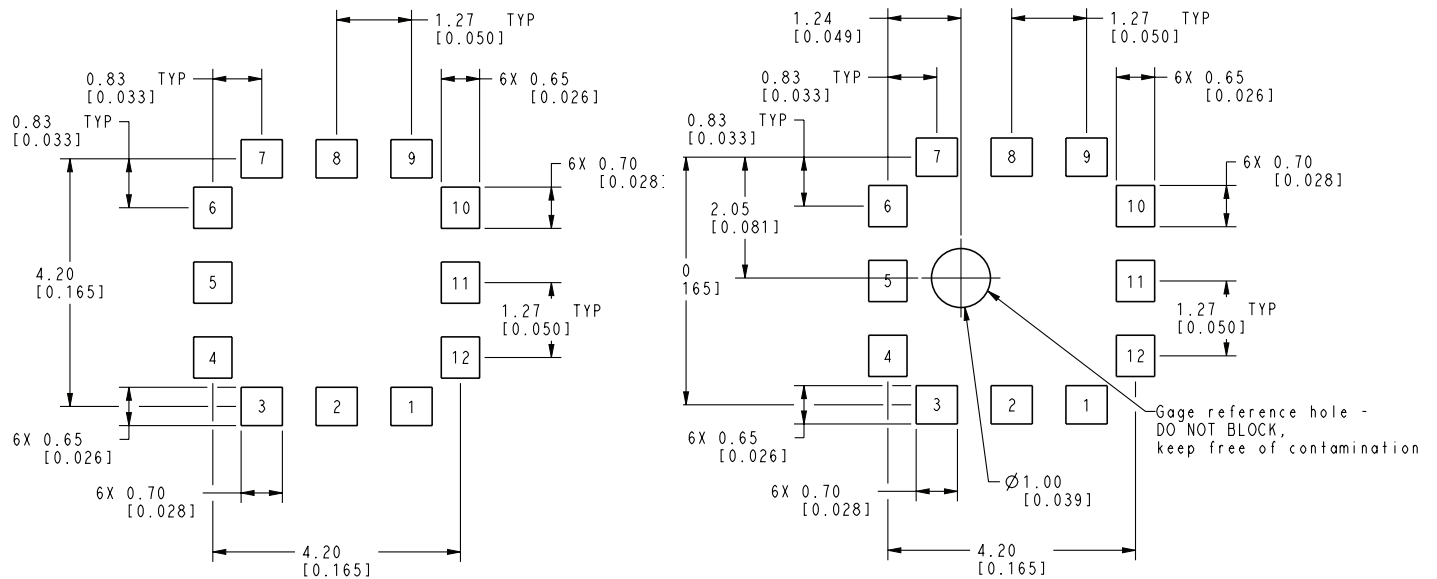 1.27 TYP
[0.050]
0.83 TYP
[0.033]
6X 0.65
[0.026]
0.83 TYP
[0.033]
7
8
9
6X 0.70
[0.028]
6
10
4.20
[0.165]
5
11
1.27 TYP
[0.050]
4
12
3
2
1
6X 0.65
[0.026]
6X 0.70
[0.028]
4.20
[0.165]
1.24
[0.049]
1.27 TYP
[0.050]
0.83 TYP
[0.033]
6X 0.65
[0.026]
0.83 TYP
[0.033]
7
8
9
6X 0.70
[0.028]
6
10
2.05
[0.081]
0
165]
5
11
1.27 TYP
[0.050]
4
12
3
2
1
Gage reference hole -
DO NOT BLOCK,
keep free of contamination
6X 0.65
[0.026]
6X 0.70
[0.028]
Ø1.00
[0.039]
4.20
[0.165]